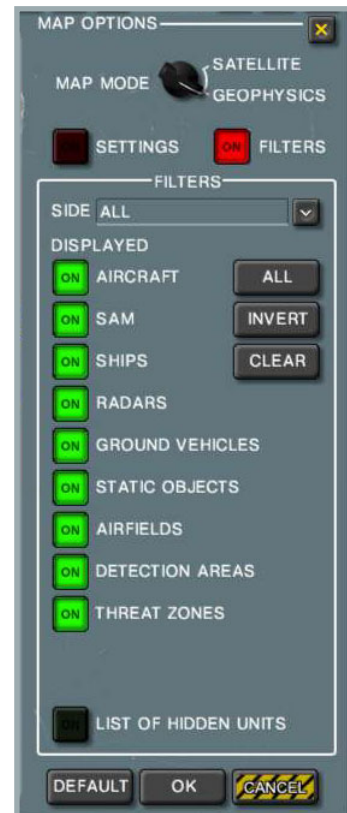 MAP OPTIONS
SATELLITE
MAP MODE
GEOPHYSICS
ON SETTINGS ON FILTERS
FILTERS
SIDE ALL
DISPLAYED
ON AIRCRAFT ALL
ON SAM INVERT
ON SHIPS CLEAR
ON RADARS
ON GROUND VEHICLES
ON STATIC OBJECTS
ON AIRFIELDS
ON DETECTION AREAS
ON THREAT ZONES
ON LIST OF HIDDEN UNITS
DEFAULT OK CANCEL